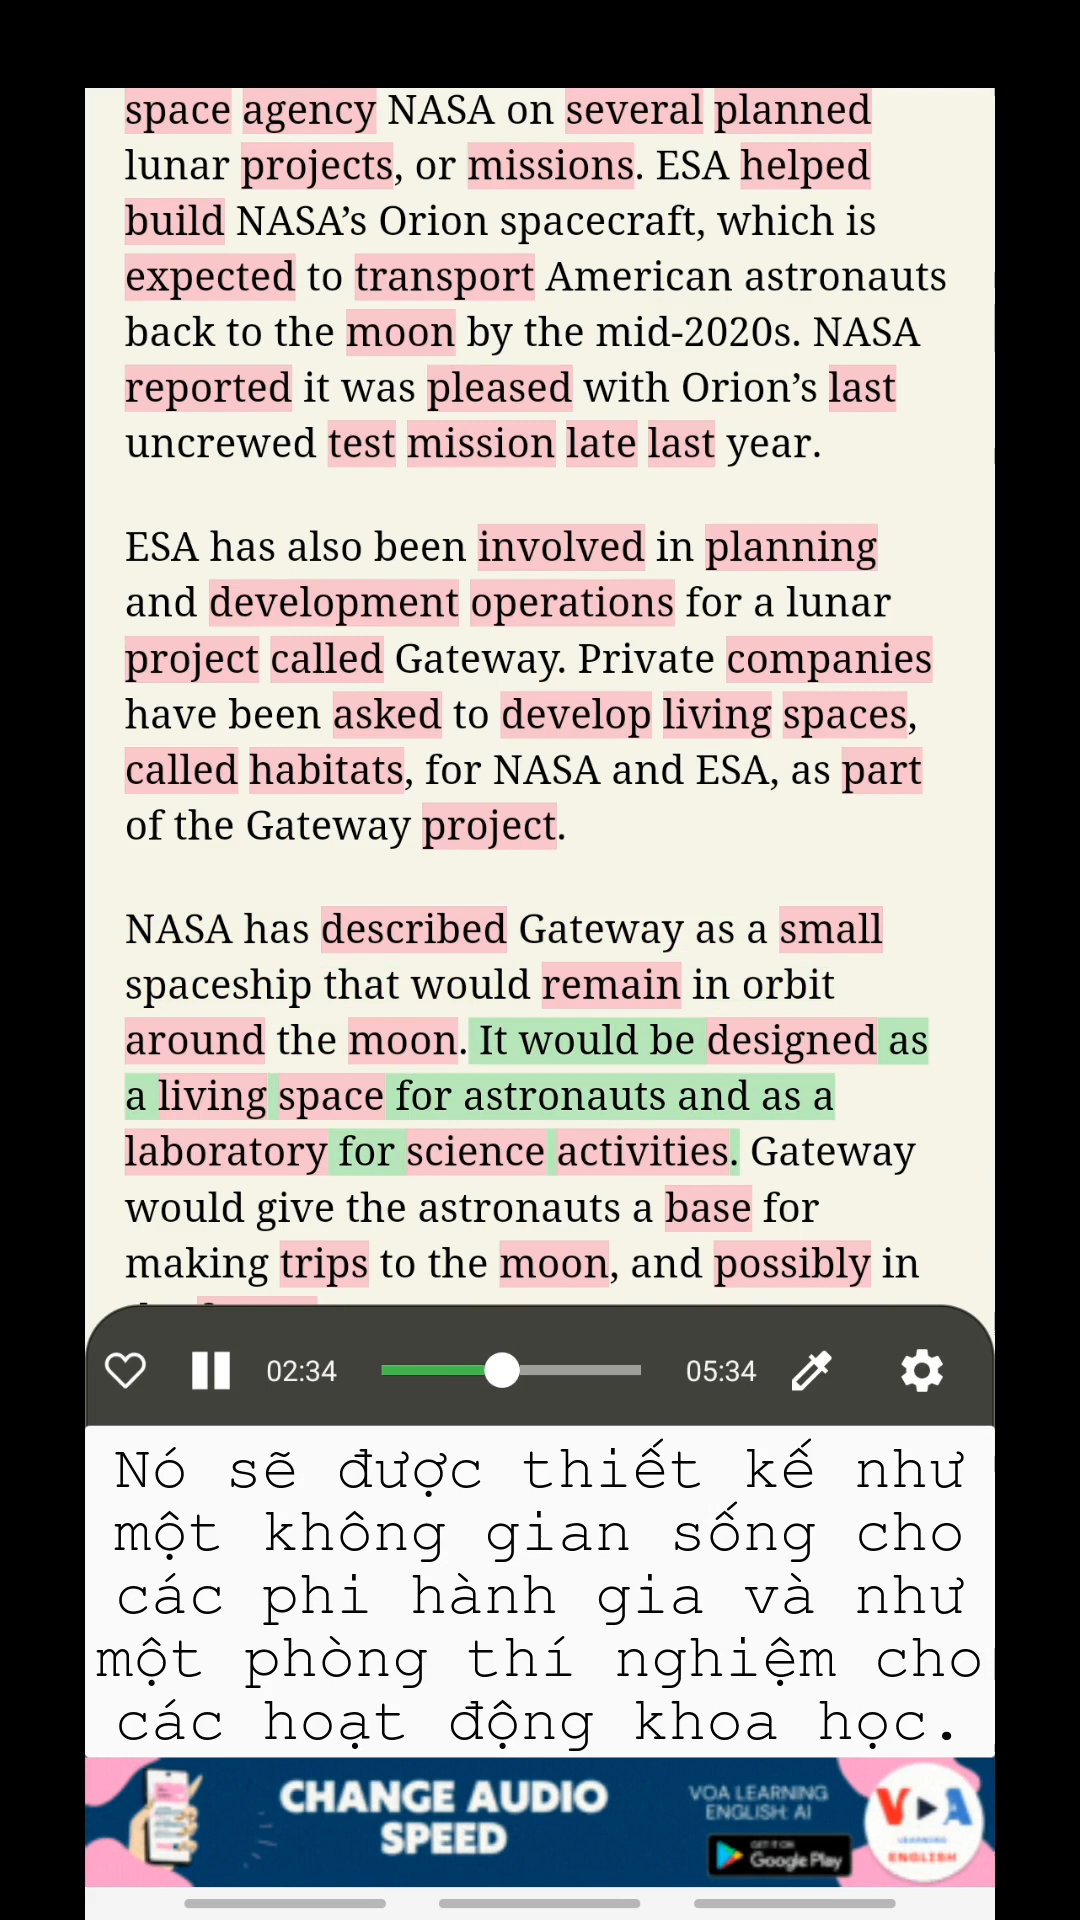 space agency NASA on several planned
lunar projects, or missions. ESA helped
build NASA’s Orion spacecraft, which is
expected to transport American astronauts
back to the moon by the mid-2020s. NASA
reported it was pleased with Orion’s last
uncrewed test mission late last year.
ESA has also been involved in planning
and development operations for a lunar
project called Gateway. Private companies
have been asked to develop living spaces,
called habitats, for NASA and ESA, as part
of the Gateway project.
NASA has described Gateway as a small
spaceship that would remain in orbit
around the moon. It would be designed as
a living space for astronauts and as a
laboratory for science activities. Gateway
would give the astronauts a base for
making trips to the moon, and possibly in
02:34 05:34
Nó sẽ được thiết kế như
một không gian sống cho
các phi hành gia và như
một phòng thí nghiệm cho
các hoạt động khoa học.
CHANGE AUDIO
SPEED
VOA LEARNING
ENGLISH: AI
GET IT ON
Google Play
VOA
LEARNING
ENGLISH